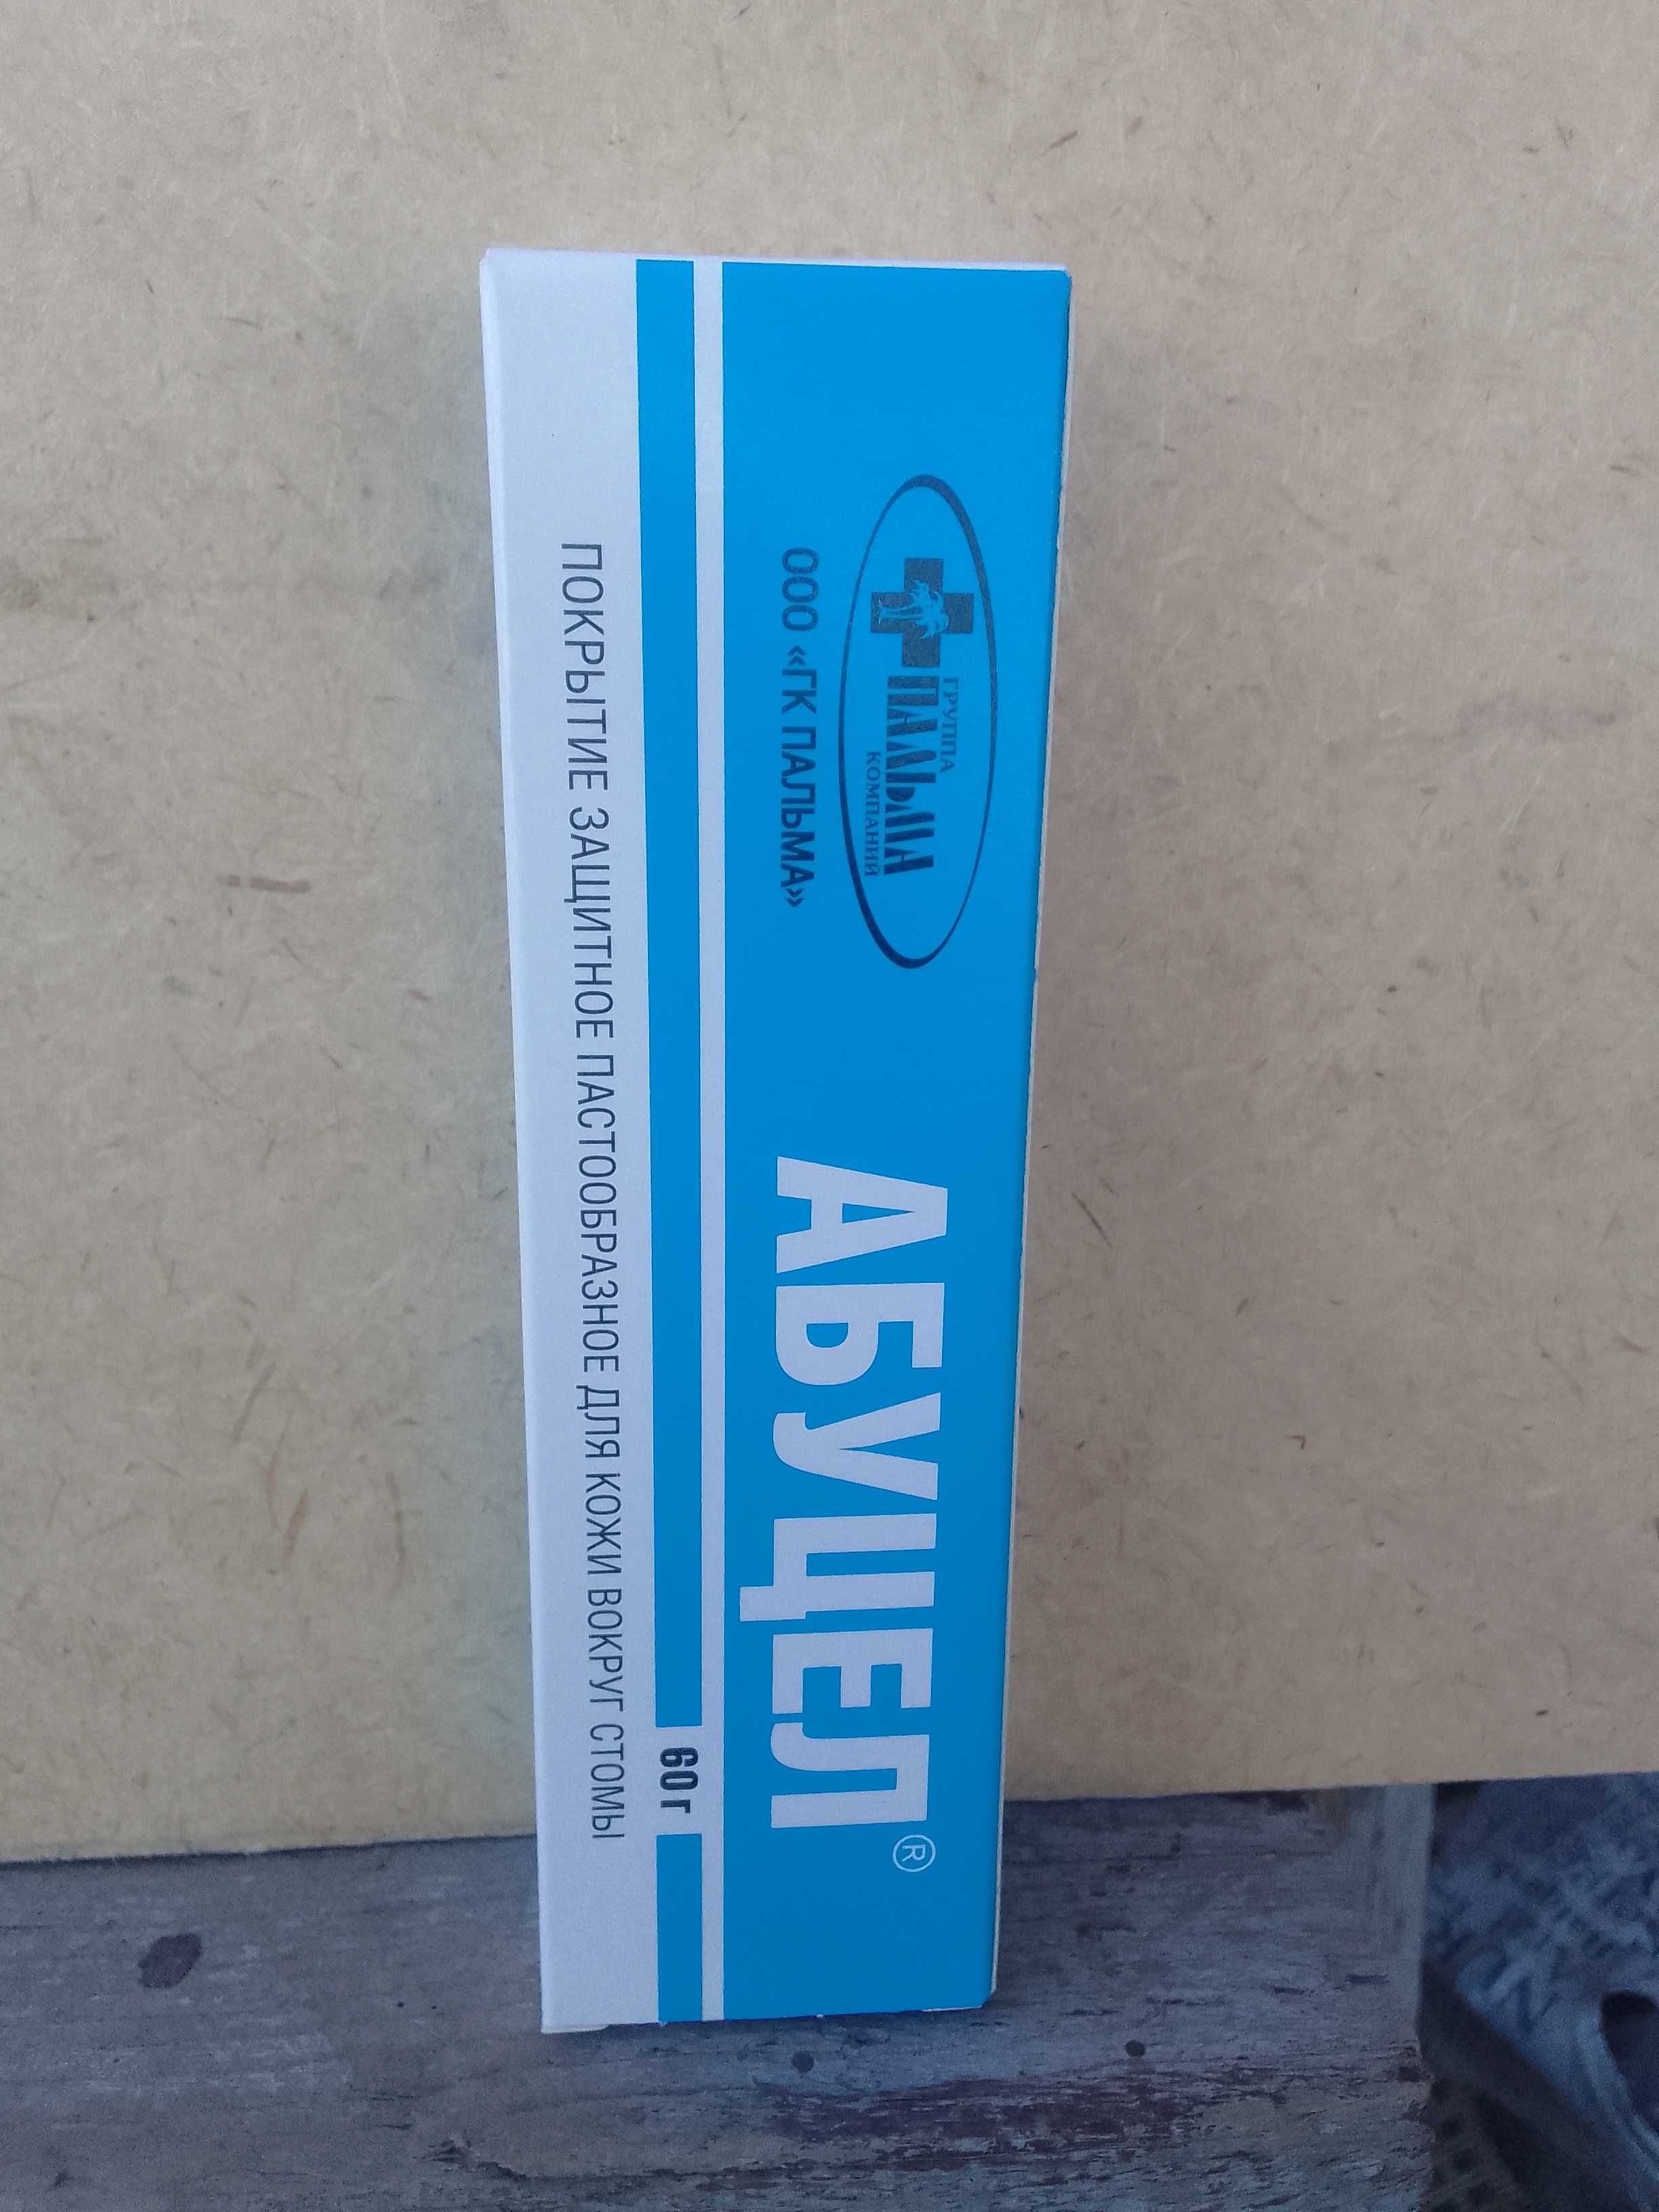 ГРУППА
ПАЛЬМА
КОМПАНИЙ
ООО «ГК ПАЛЬМА»
АБУЦЕЛ®
60 г
ПОКРЫТИЕ ЗАЩИТНОЕ ПАСТООБРАЗНОЕ ДЛЯ КОЖИ ВОКРУГ СТОМЫ